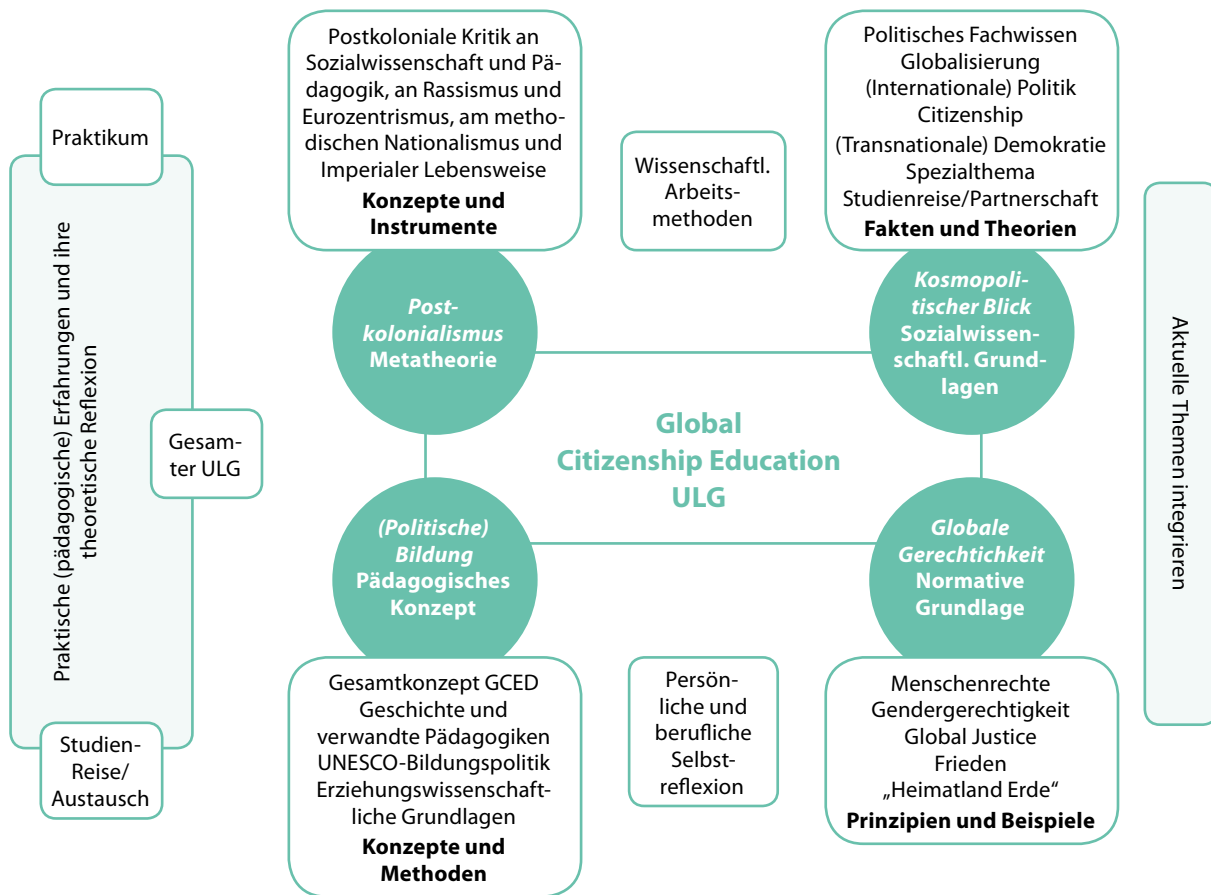 Praktikum
Praktische (pädagogische) Erfahrungen und ihre
theoretische Reflexion
Gesam-
ter ULG
Studien-
Reise/
Austausch
Postkoloniale Kritik an
Sozialwissenschaft und Pä-
dagogik, an Rassismus und
Eurozentrismus, am metho-
dischen Nationalismus und
Imperialer Lebensweise
Konzepte und
Instrumente
Wissenschaftl.
Arbeits-
methoden
Politisches Fachwissen
Globalisierung
(Internationale) Politik
Citizenship
(Transnationale) Demokratie
Spezialthema
Studienreise/Partnerschaft
Fakten und Theorien
Post-
kolonialismus
Metatheorie
Kosmopoli-
tischer Blick
Sozialwissen-
schaftl. Grund-
lagen
Global
Citizenship Education
ULG
(Politische)
Bildung
Pädagogisches
Konzept
Globale
Gerechtichkeit
Normative
Grundlage
Gesamtkonzept GCED
Geschichte und
verwandte Pädagogiken
UNESCO-Bildungspolitik
Erziehungswissenschaft-
liche Grundlagen
Konzepte und
Methoden
Persön-
liche und
berufliche
Selbst-
reflexion
Menschenrechte
Gendergerechtigkeit
Global Justice
Frieden
„Heimatland Erde“
Prinzipien und Beispiele
Aktuelle Themen integrieren